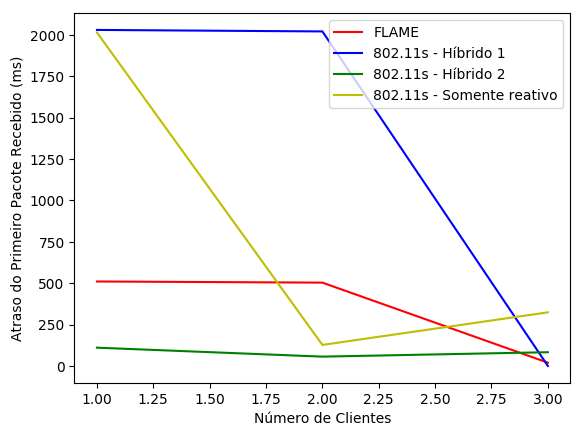 FLAME
802.11s - Híbrido 1
802.11s - Híbrido 2
802.11s - Somente reativo
Atraso do Primeiro Pacote Recebido (ms)
2000
1750
1500
1250
1000
750
500
250
0
1.00 1.25 1.50 1.75 2.00 2.25 2.50 2.75 3.00
Número de Clientes